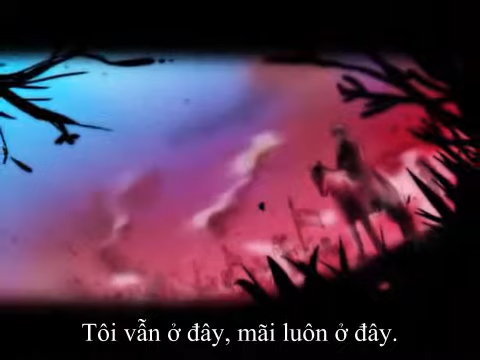 Tôi vẫn ở đây, mãi luôn ở đây.